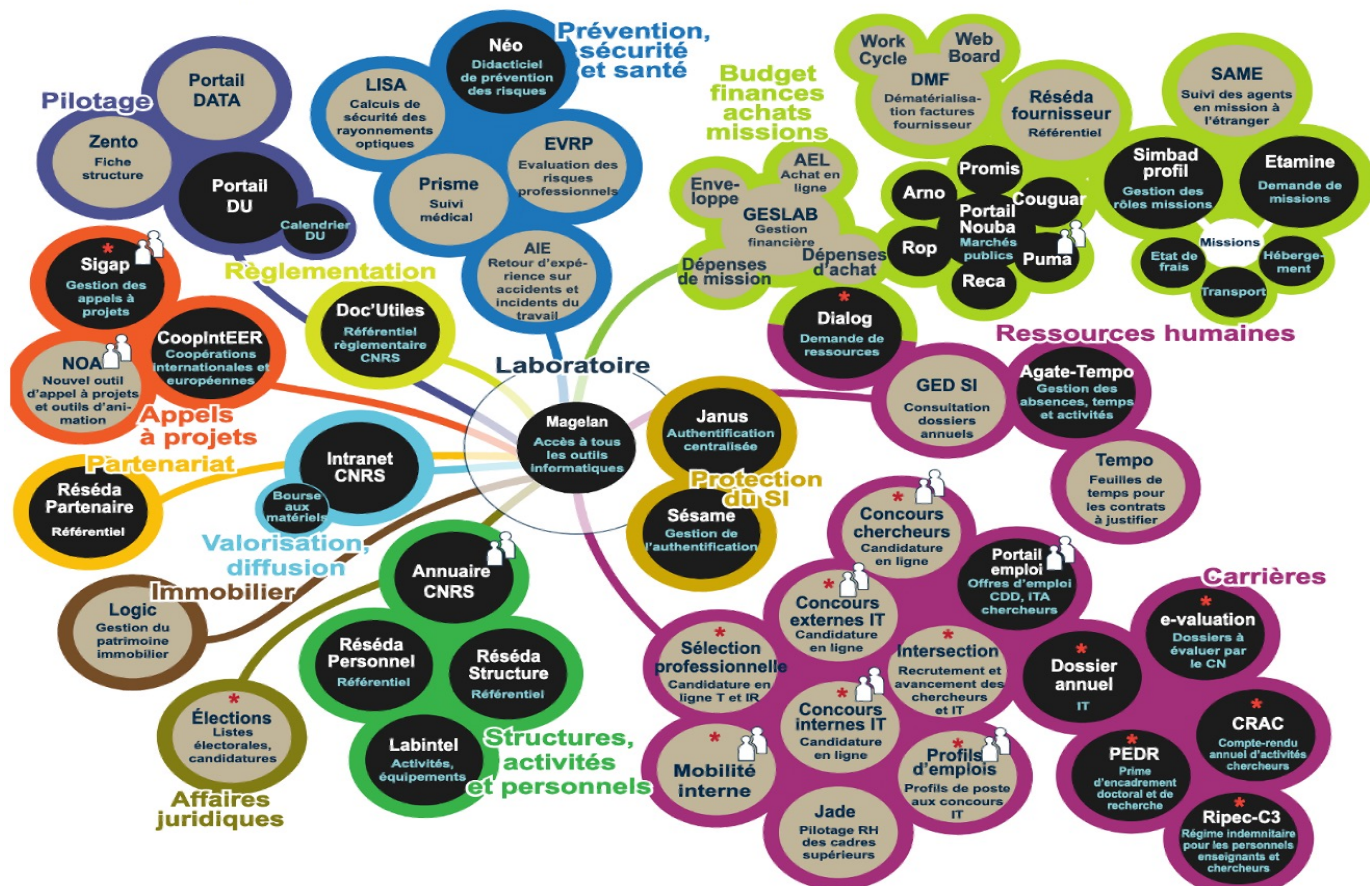 Pilotage
Portail
DATA
Zento
Fiche
structure
Portail
DU
Calendrier
DU
Prévention,
sécurité
et santé
Néo
Didacticiel
de prévention
des risques
LISA
Calculs de
sécurité des
rayonnements
optiques
EVRP
Evaluation des
risques
professionnels
Prisme
Suivi
médical
AIE
Retour d'expé-
rience sur
accidents et
incidents du
travail
Budget
finances
achats
missions
Work
Cycle
Web
Board
DMF
Dématérialisa-
tion factures
fournisseur
Réséda
fournisseur
Référentiel
SAME
Suivi des agents
en mission à
l'étranger
AEL
Achat en
ligne
Enve-
loppe
GESLAB
Gestion
financière
Dépenses
de mission
Dépenses
d'achat
Promis
Arno
Couguar
Portail
Nouba
Marchés
publics
Rop
Puma
Reca
Simbad
profil
Gestion des
rôles missions
Etamine
Demande de
missions
Missions
Etat de
frais
Héberge-
ment
Transport
*
Sigap
Gestion des
appels à
projets
CoopIntEER
Coopérations
internationales et
européennes
NOA
Nouvel outil
d'appel à projets
et outils d'ani-
mation
Appels
à projets
Règlementation
Doc'Utiles
Référentiel
règlementaire
CNRS
Laboratoire
Magelan
Accès à tous
les outils
informatiques
Janus
Authentification
centralisée
Protection
du SI
Sésame
Gestion de
l'authentification
*
Dialog
Demande de
ressources
Ressources humaines
GED SI
Consultation
dossiers
annuels
Agate-Tempo
Gestion des
absences, temps
et activités
Tempo
Feuilles de
temps pour
les contrats
à justifier
Partenariat
Réséda
Partenaire
Référentiel
Intranet
CNRS
Bourse
aux
matériels
Valorisation,
diffusion
Immobilier
Logic
Gestion du
patrimoine
immobilier
*
Élections
Listes
électorales,
candidatures
Affaires
juridiques
Annuaire
CNRS
Réséda
Personnel
Référentiel
Réséda
Structure
Référentiel
Labintel
Activités,
équipements
Structures,
activités
et personnels
*
Concours
chercheurs
Candidature
en ligne
Portail
emploi
Offres d'emploi
CDD, ITA
chercheurs
Carrières
*
Concours
externes IT
Candidature
en ligne
*
Sélection
professionnelle
Candidature en
ligne T et IR
*
Intersection
Recrutement et
avancement des
chercheurs
et IT
*
Dossier
annuel
IT
*
e-valuation
Dossiers à
évaluer par
le CN
*
Concours
internes IT
Candidature
en ligne
*
Mobilité
interne
*
Profils
d'emplois
Profils de poste
aux concours
IT
Jade
Pilotage RH
des cadres
supérieurs
*
CRAC
Compte-rendu
annuel d'activités
chercheurs
*
PEDR
Prime
d'encadrement
doctoral et de
recherche
*
Ripec-C3
Régime indemnitaire
pour les personnels
enseignants et
chercheurs